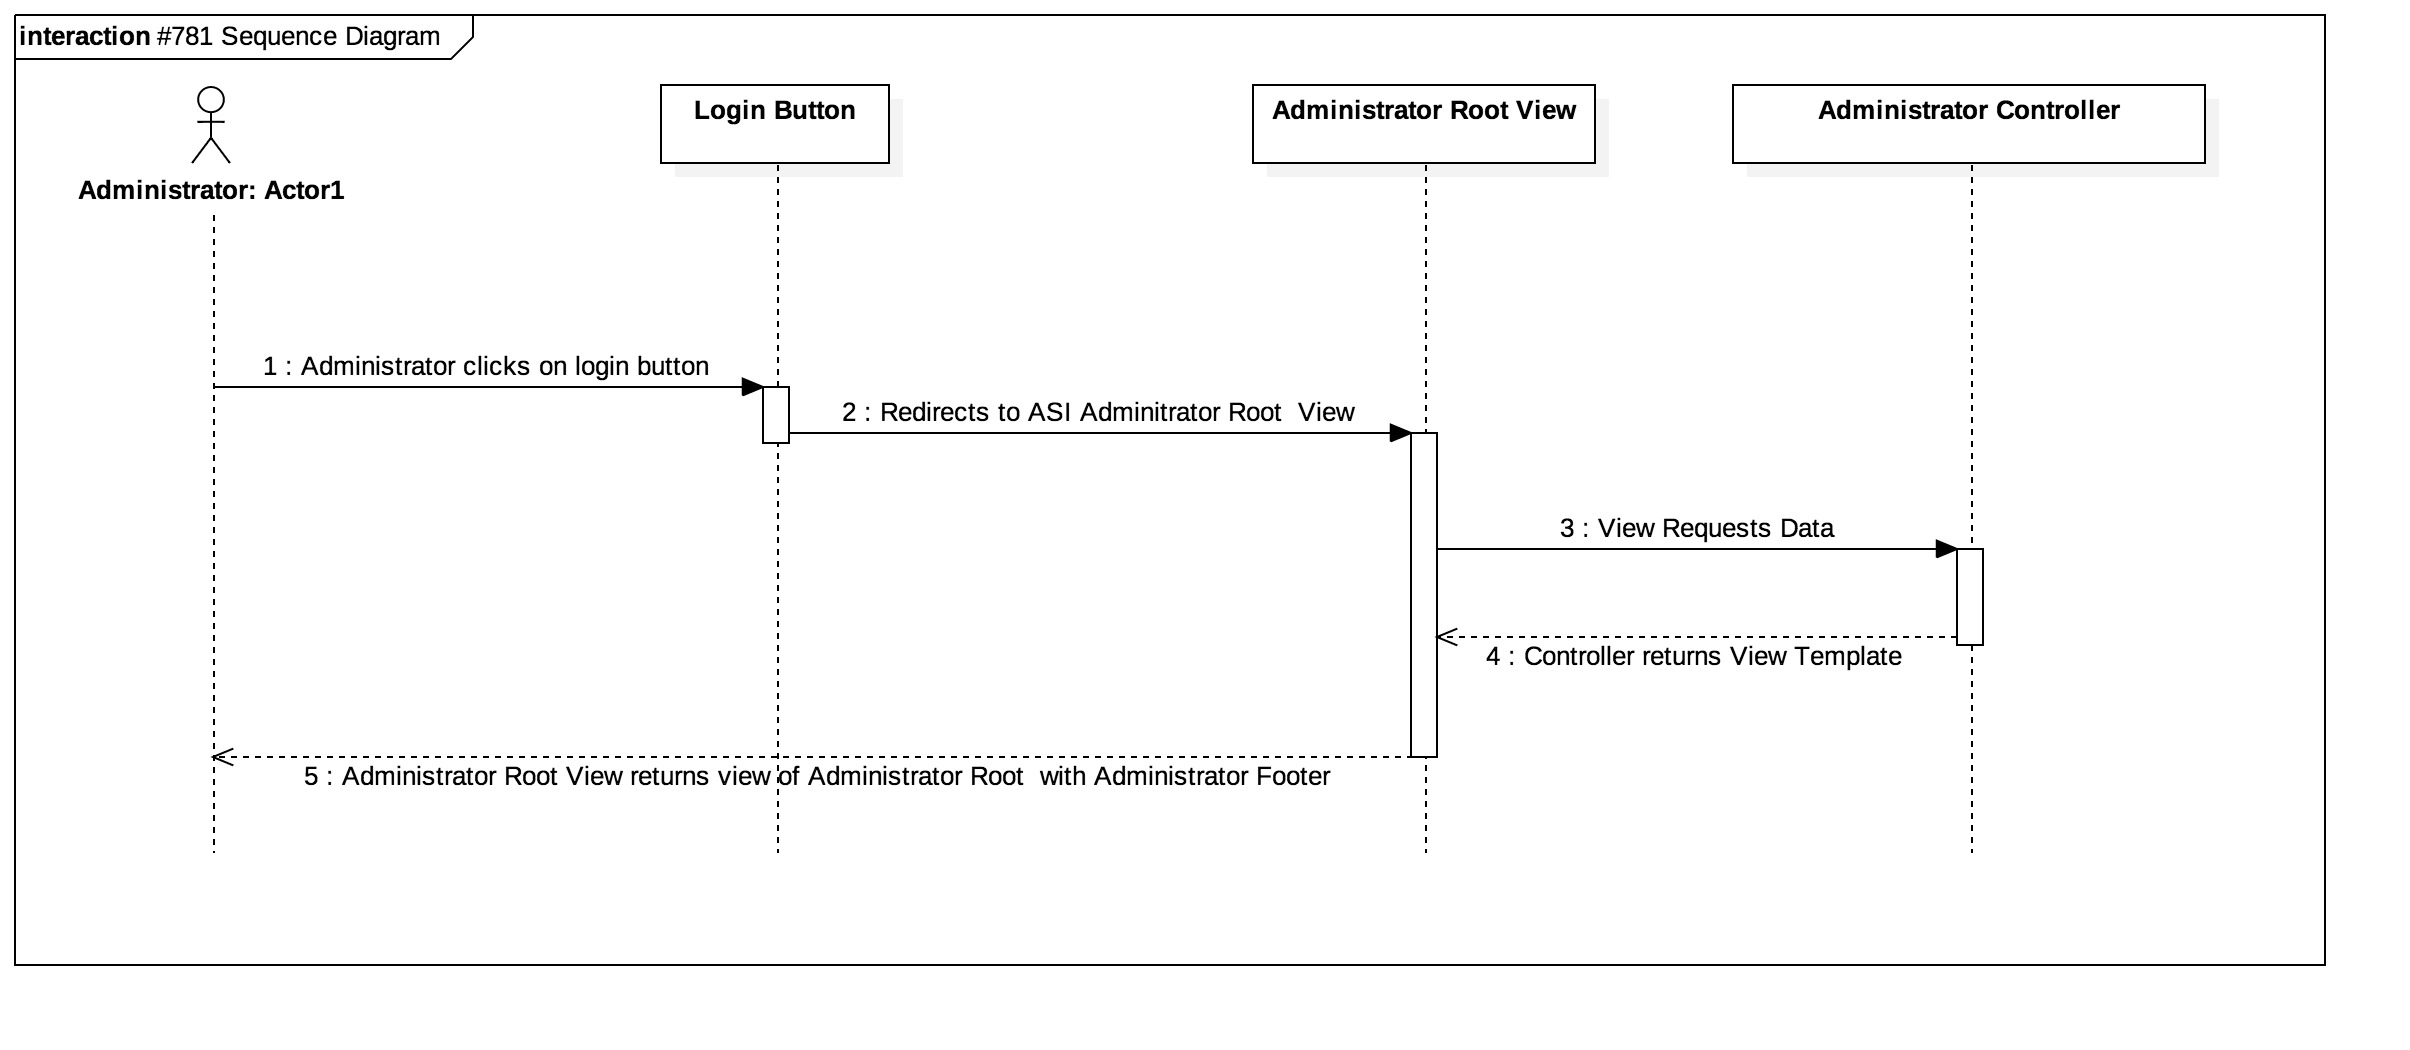 interaction #781 Sequence Diagram
Administrator: Actor1
Login Button
Administrator Root View
Administrator Controller
1 : Administrator clicks on login button
2 : Redirects to ASI Adminitrator Root  View
3 : View Requests Data
4 : Controller returns View Template
5 : Administrator Root View returns view of Administrator Root  with Administrator Footer